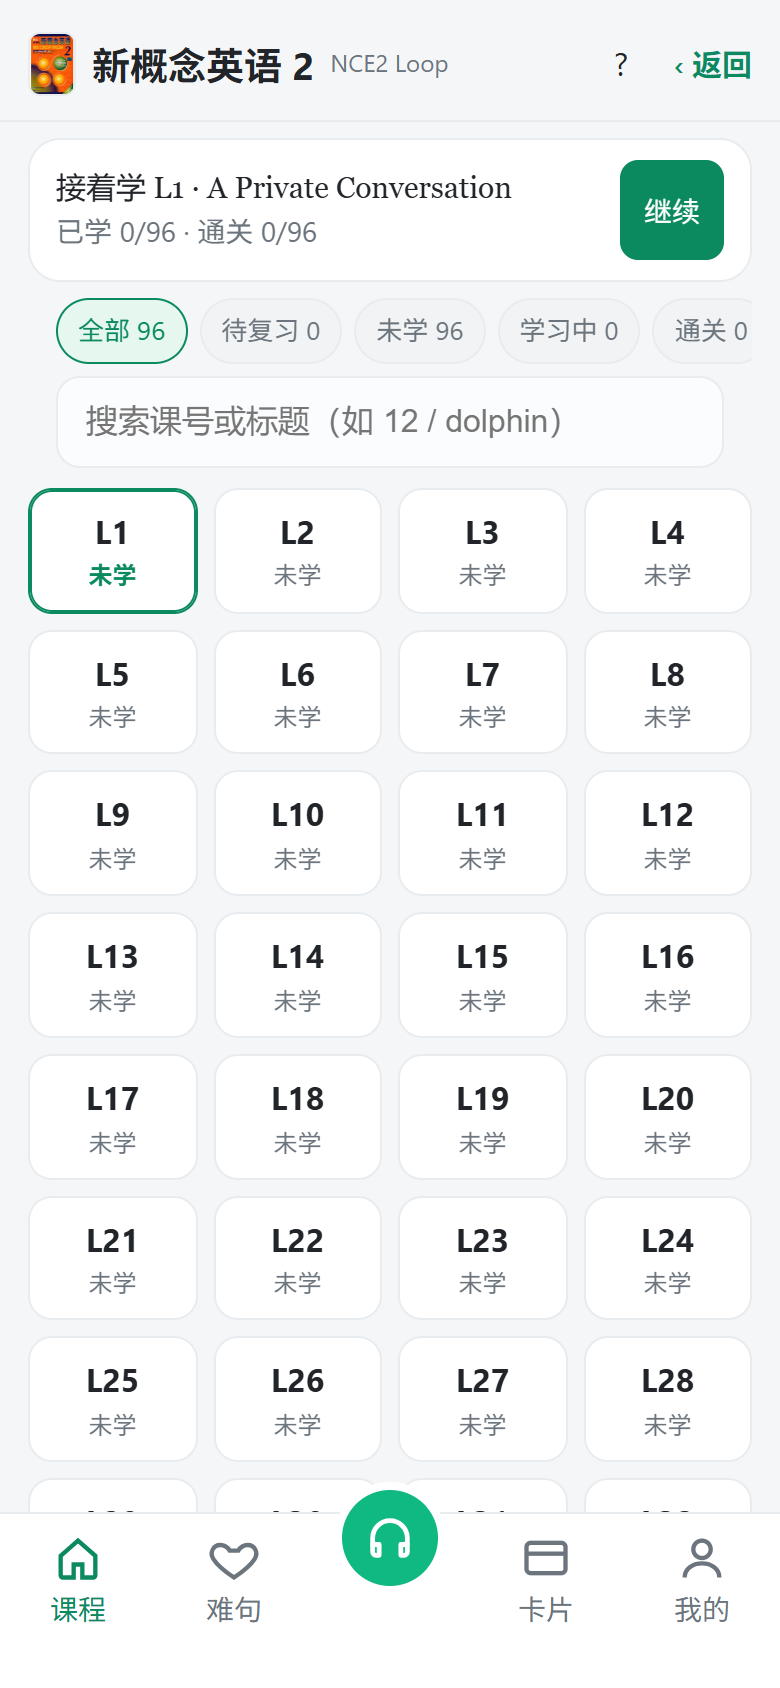 新概念英语 2 NCE2 Loop ? ‹ 返回
接着学 L1 · A Private Conversation
已学 0/96 · 通关 0/96
继续
全部 96 待复习 0 未学 96 学习中 0 通关 0
搜索课号或标题（如 12 / dolphin）
L1 L2 L3 L4
未学 未学 未学 未学
L5 L6 L7 L8
未学 未学 未学 未学
L9 L10 L11 L12
未学 未学 未学 未学
L13 L14 L15 L16
未学 未学 未学 未学
L17 L18 L19 L20
未学 未学 未学 未学
L21 L22 L23 L24
未学 未学 未学 未学
L25 L26 L27 L28
未学 未学 未学 未学
课程 难句 卡片 我的